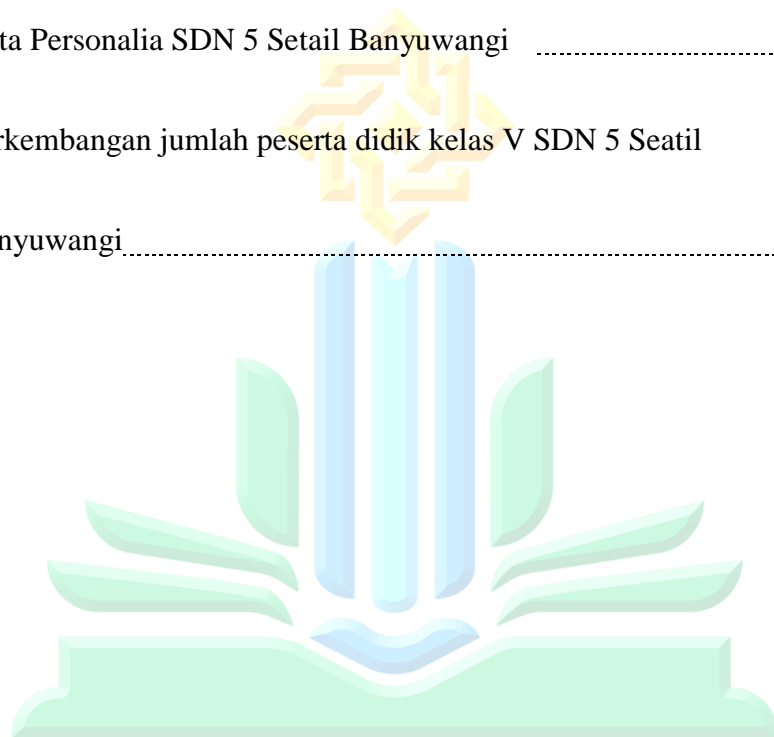 ta Personalia SDN 5 Setail Banyuwangi
rkembangan jumlah peserta didik kelas V SDN 5 Seatil
nyuwangi